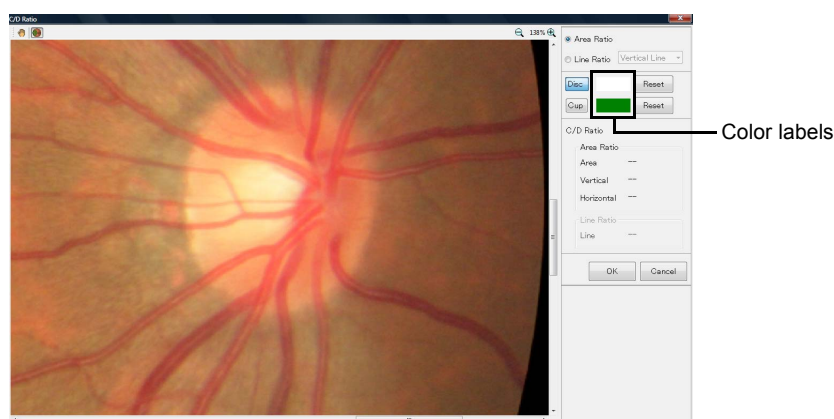 C/D Ratio
138%
Area Ratio
Line Ratio Vertical Line
Disc Reset
Cup Reset
Color labels
C/D Ratio
Area Ratio
Area --
Vertical --
Horizontal --
Line Ratio
Line --
OK Cancel